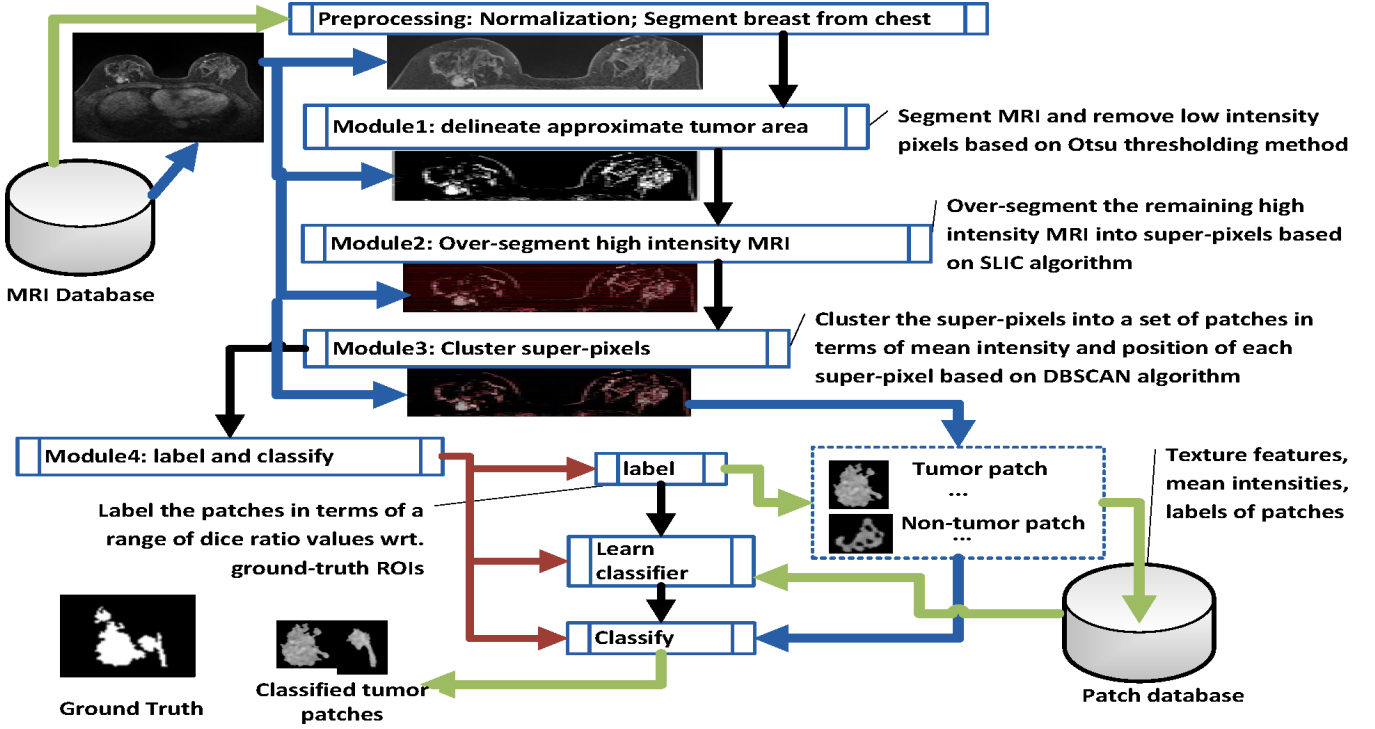 Preprocessing: Normalization; Segment breast from chest
Module1: delineate approximate tumor area
Segment MRI and remove low intensity
pixels based on Otsu thresholding method
Module2: Over-segment high intensity MRI
Over-segment the remaining high
intensity MRI into super-pixels based
on SLIC algorithm
MRI Database
Module3: Cluster super-pixels
Cluster the super-pixels into a set of patches in
terms of mean intensity and position of each
super-pixel based on DBSCAN algorithm
Module4: label and classify
label
Tumor patch
...
Non-tumor patch
...
Texture features,
mean intensities,
labels of patches
Label the patches in terms of a
range of dice ratio values wrt.
ground-truth ROIs
Learn
classifier
Classify
Ground Truth
Classified tumor
patches
Patch database